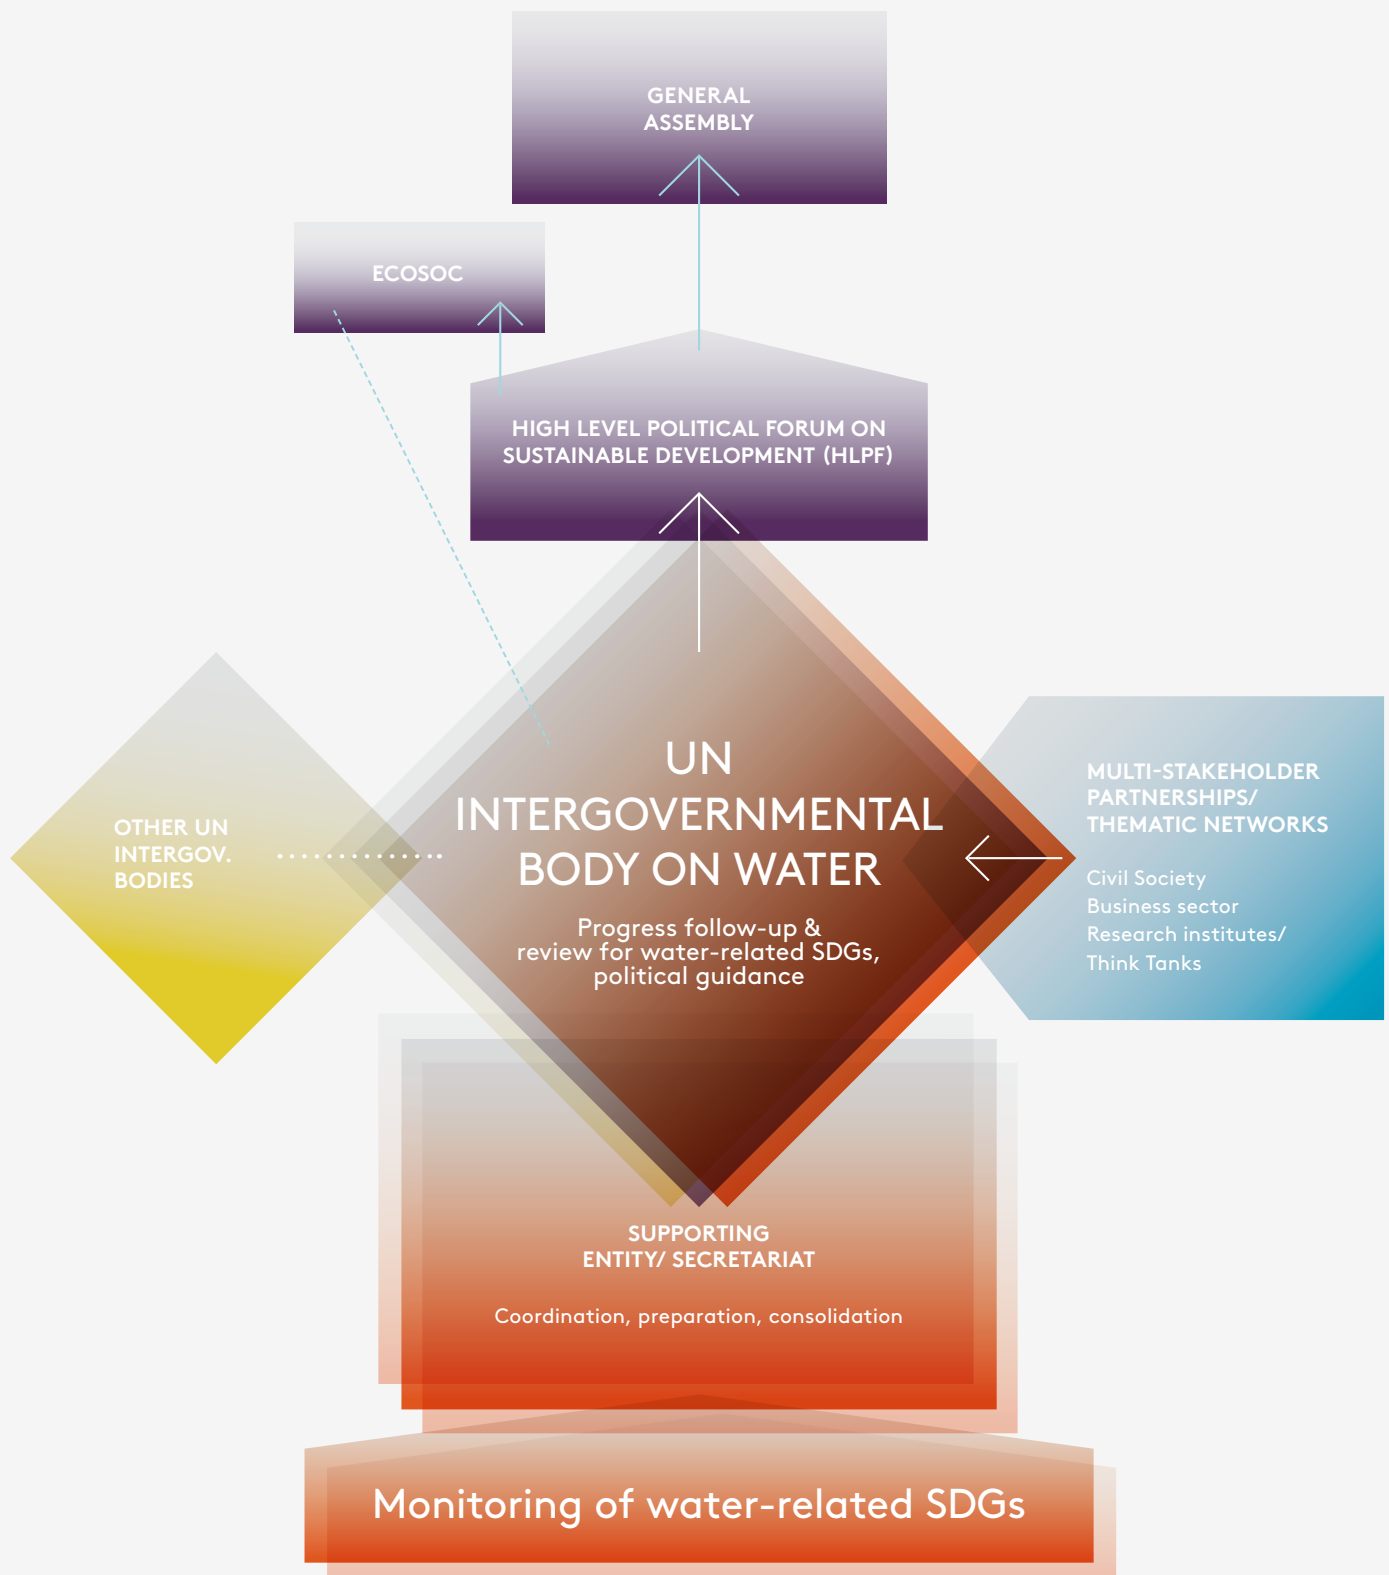 GENERAL
ASSEMBLY
ECOSOC
HIGH LEVEL POLITICAL FORUM ON
SUSTAINABLE DEVELOPMENT (HLPF)
OTHER UN
INTERGOV.
BODIES
UN
INTERGOVERNMENTAL
BODY ON WATER
Progress follow-up &
review for water-related SDGs,
political guidance
MULTI-STAKEHOLDER
PARTNERSHIPS/
THEMATIC NETWORKS
Civil Society
Business sector
Research institutes/
Think Tanks
SUPPORTING
ENTITY/ SECRETARIAT
Coordination, preparation, consolidation
Monitoring of water-related SDGs